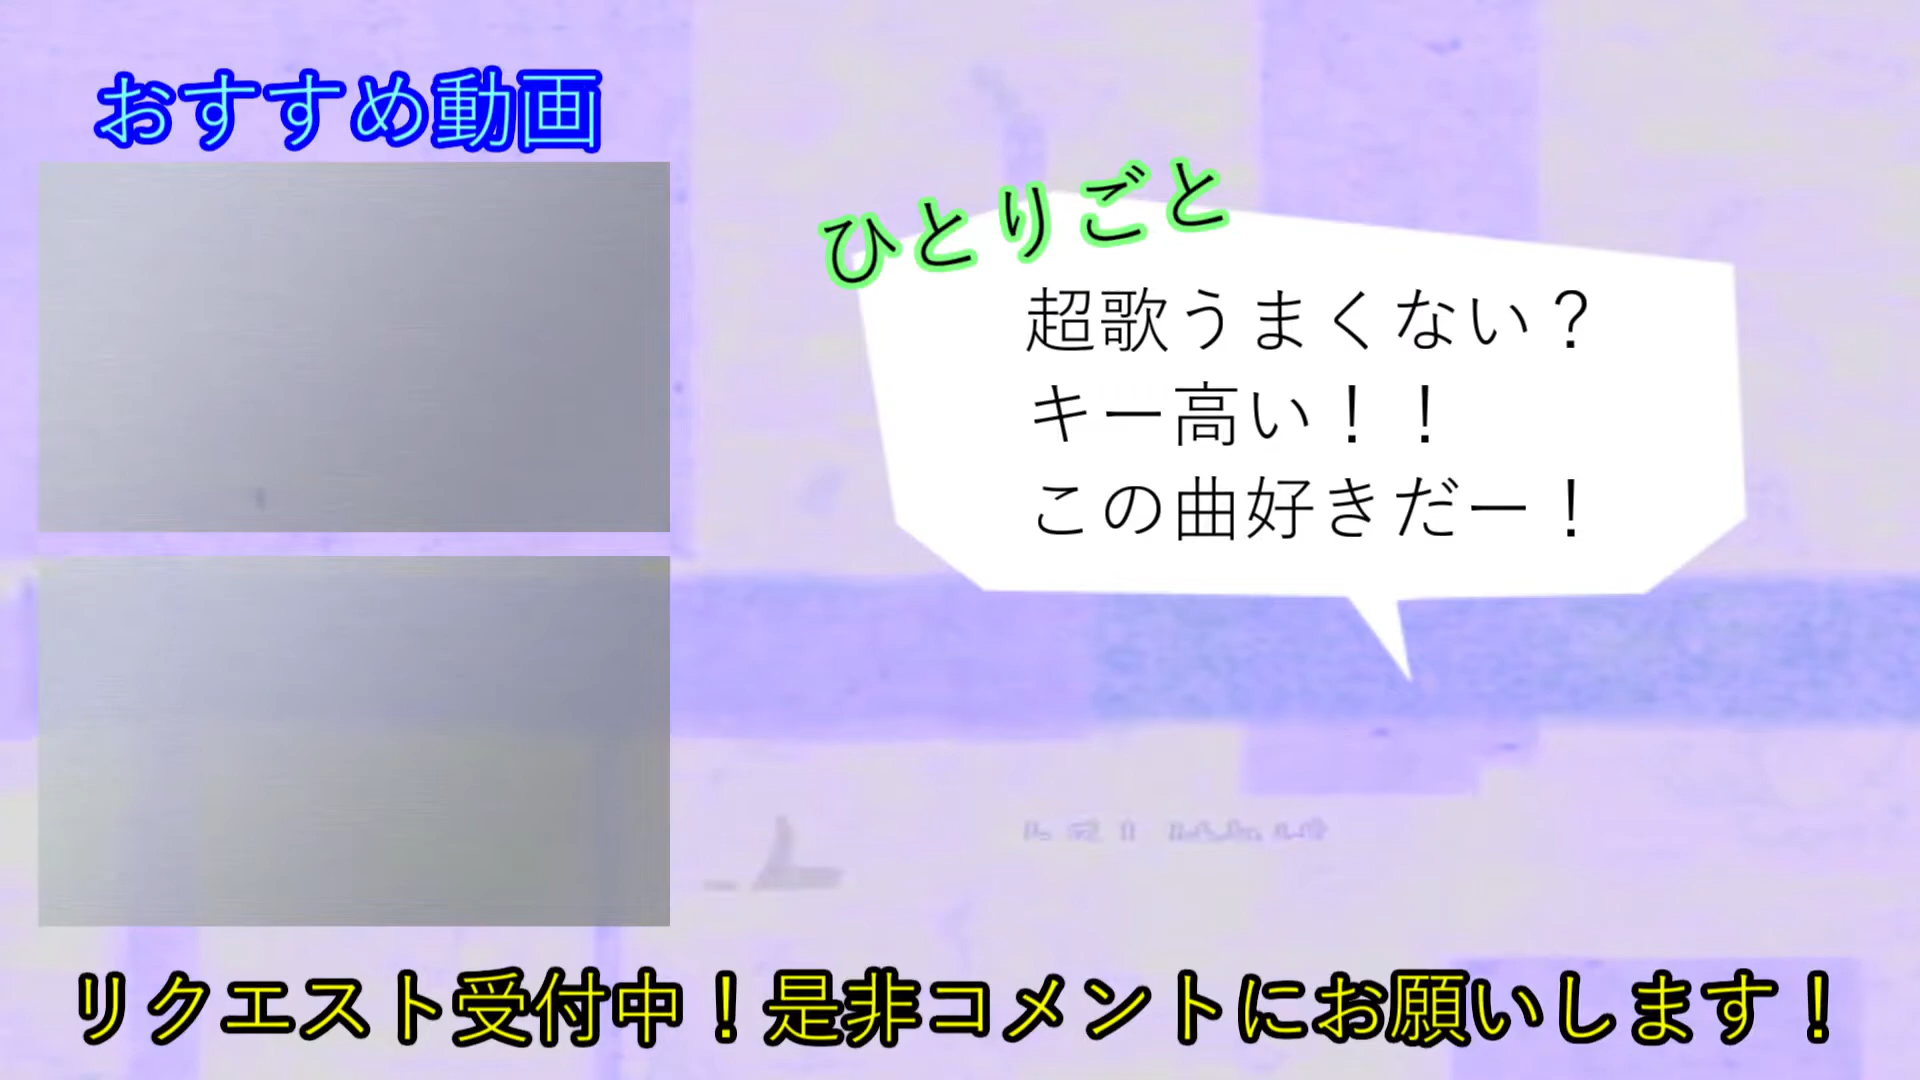 おすすめ動画
ひとりごと
超歌うまくない？
キー高い！！
この曲好きだー！
リクエスト受付中！是非コメントにお願いします！